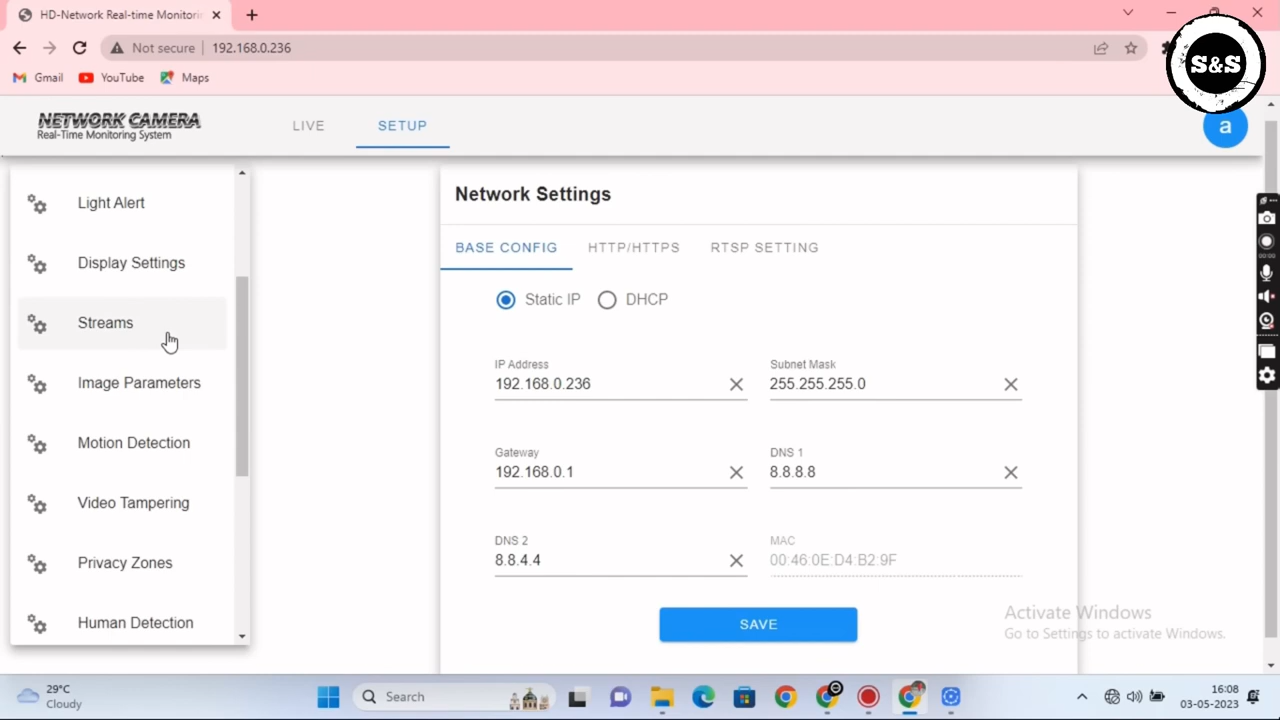 HD-Network Real-time Monitorin
Not secure
192.168.0.236
S&S
Gmail
YouTube
Maps
NETWORK CAMERA
Real-Time Monitoring System
LIVE
SETUP
a
Light Alert
Display Settings
Streams
Image Parameters
Motion Detection
Video Tampering
Privacy Zones
Human Detection
Network Settings
BASE CONFIG
HTTP/HTTPS
RTSP SETTING
Static IP
DHCP
IP Address
192.168.0.236
Subnet Mask
255.255.255.0
Gateway
192.168.0.1
DNS 1
8.8.8.8
DNS 2
8.8.4.4
MAC
00:46:0E:D4:B2:9F
SAVE
Activate Windows
Go to Settings to activate Windows.
29°C
Cloudy
Search
16:08
03-05-2023